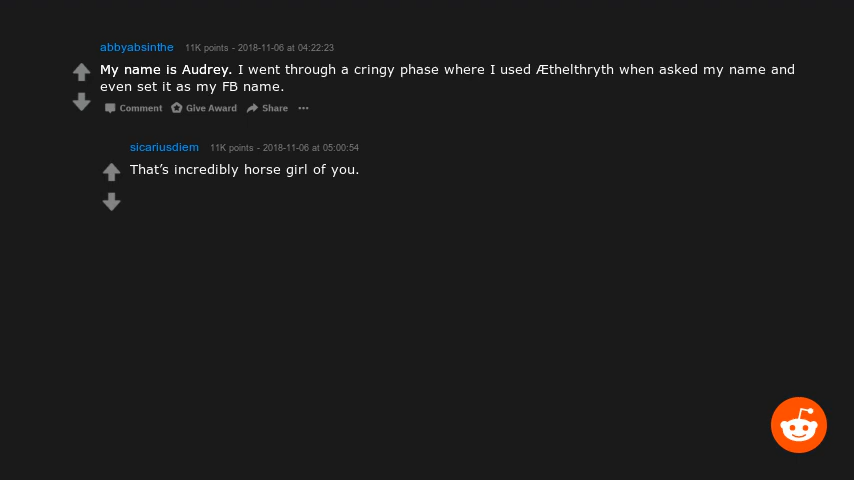 abbyabsinthe 11K points - 2018-11-06 at 04:22:23
My name is Audrey. I went through a cringy phase where I used Æthelthryth when asked my name and
even set it as my FB name.
Comment Give Award Share ···
sicariusdiem 11K points - 2018-11-06 at 05:00:54
That's incredibly horse girl of you.